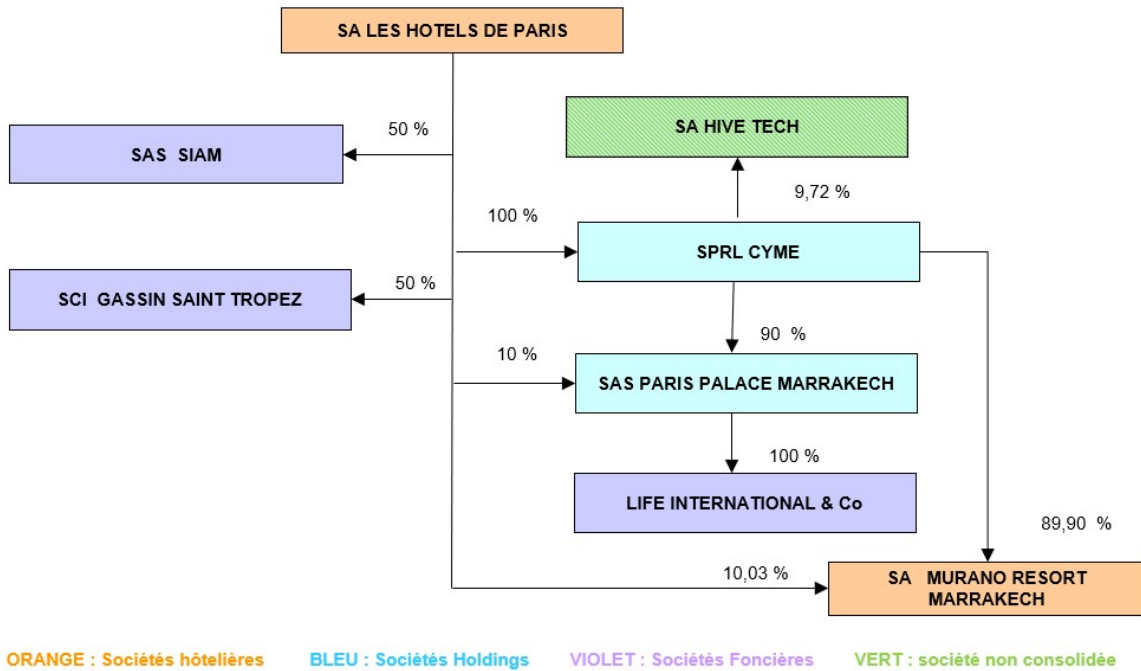 SA LES HOTELS DE PARIS
SA HIVE TECH
50 %
SAS SIAM
9,72 %
100 %
SPRL CYME
SCI GASSIN SAINT TROPEZ
50 %
90 %
10 %
SAS PARIS PALACE MARRAKECH
100 %
LIFE INTERNATIONAL & Co
89,90 %
10,03 %
SA MURANO RESORT
MARRAKECH
ORANGE : Sociétés hôtelières BLEU : Sociétés Holdings VIOLET : Sociétés Foncières VERT : société non consolidée